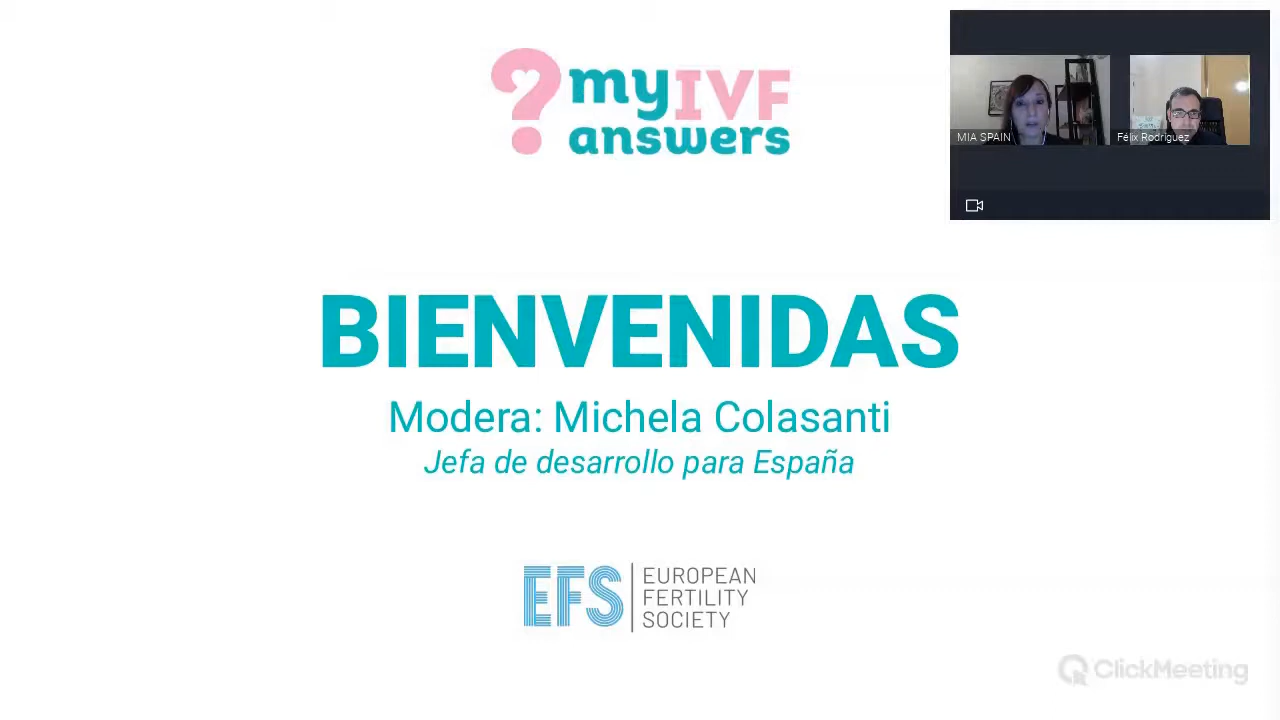 my IVF
answers
MIA SPAIN
Félix Rodríguez
BIENVENIDAS
Modera: Michela Colasanti
Jefa de desarrollo para España
EFS
EUROPEAN
FERTILITY
SOCIETY
ClickMeeting